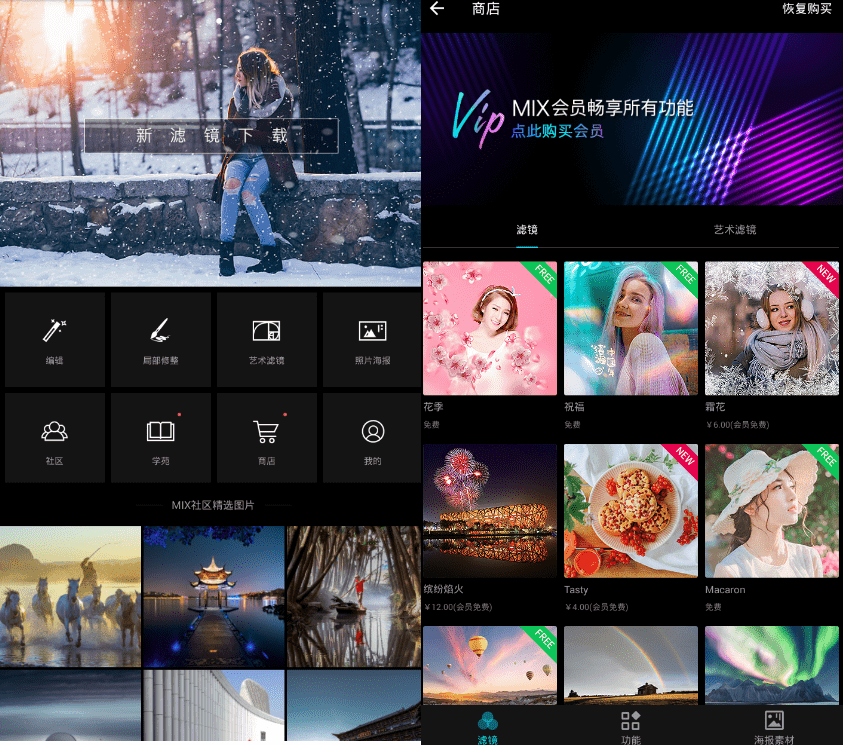 新滤镜下载
编辑
局部修整
艺术滤镜
照片海报
社区
学苑
商店
我的
MIX社区精选图片
商店
恢复购买
Vip
MIX会员畅享所有功能
点此购买会员
滤镜
艺术滤镜
FREE
FREE
NEW
花季
祝福
霜花
免费
免费
￥6.00(会员免费)
NEW
FREE
缤纷焰火
Tasty
Macaron
￥12.00(会员免费)
￥4.00(会员免费)
免费
FREE
滤镜
功能
海报素材